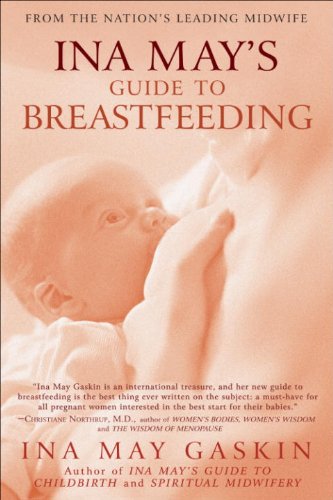 FROM THE NATION'S LEADING MIDWIFE
INA MAY'S
GUIDE TO
BREASTFEEDING
"Ina May Gaskin is an international treasure, and her new guide to
breastfeeding is the best thing ever written on the subject: a must-have for
all pregnant women interested in the best start for their babies."
—CHRISTIANE NORTHRUP, M.D., author of WOMEN'S BODIES, WOMEN'S WISDOM
and THE WISDOM OF MENOPAUSE
INA MAY GASKIN
Author of INA MAY'S GUIDE TO
CHILDBIRTH and SPIRITUAL MIDWIFERY